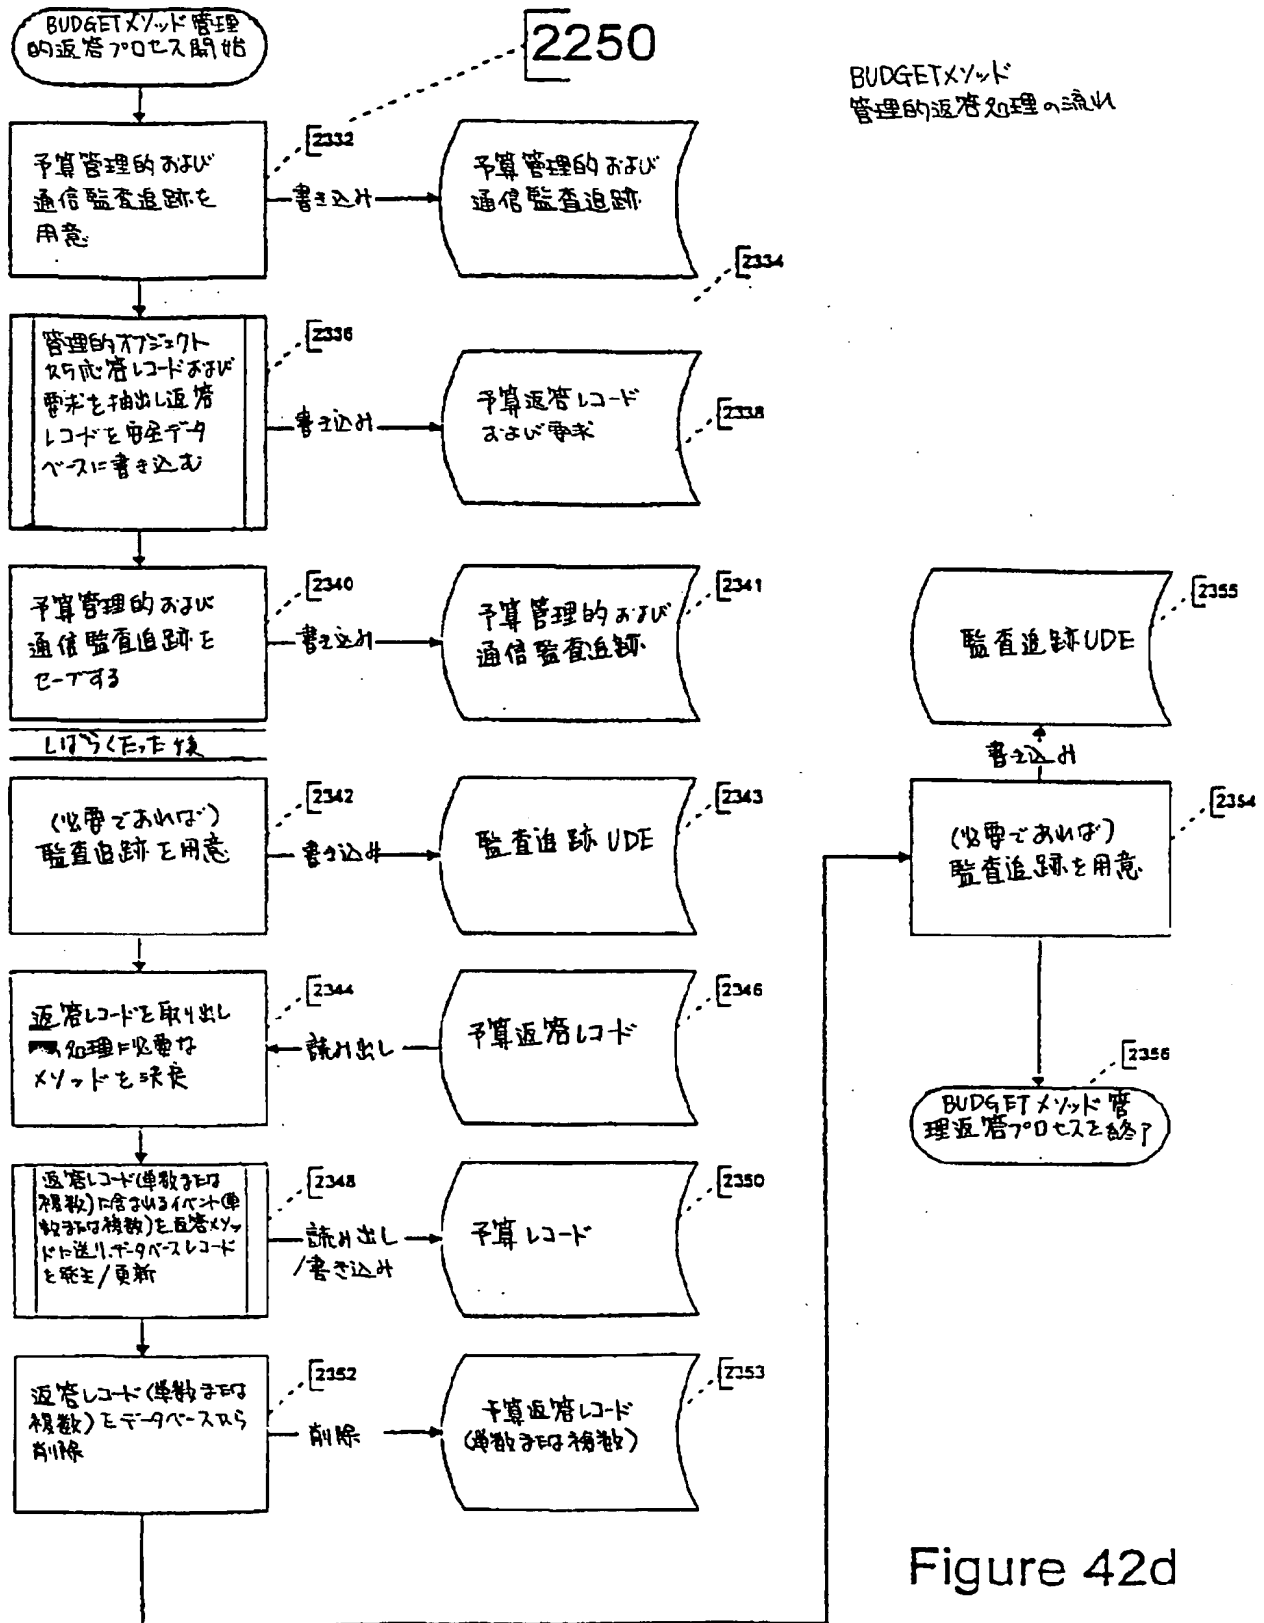 BUDGETメソッド管理
的返答プロセス開始
2250
BUDGETメソッド
管理的返答処理の流れ
予算管理的および
通信監査追跡を
用意
2332
書き込み
予算管理的および
通信監査追跡
2334
管理的オブジェクト
から応答レコードおよび
要求を抽出し返答
レコードを安全データ
ベースに書き込む
2336
書き込み
予算返答レコード
および要求
2338
予算管理的および
通信監査追跡を
セーブする
2340
書き込み
予算管理的および
通信監査追跡
2341
しばらくたった後
(必要であれば)
監査追跡を用意
2342
書き込み
監査追跡UDE
2343
返答レコードを取り出し
処理に必要な
メソッドを決定
2344
読み出し
予算返答レコード
2346
返答レコード(単数または
複数)に含まれるイベント(単
数または複数)を返答メソッ
ドに送り、データベースレコード
を発生/更新
2348
読み出し
/書き込み
予算レコード
2350
返答レコード(単数または
複数)をデータベースから
削除
2352
削除
予算返答レコード
(単数または複数)
2353
監査追跡UDE
2355
書き込み
(必要であれば)
監査追跡を用意
2354
2356
BUDGETメソッド管
理返答プロセスを終了
Figure 42d